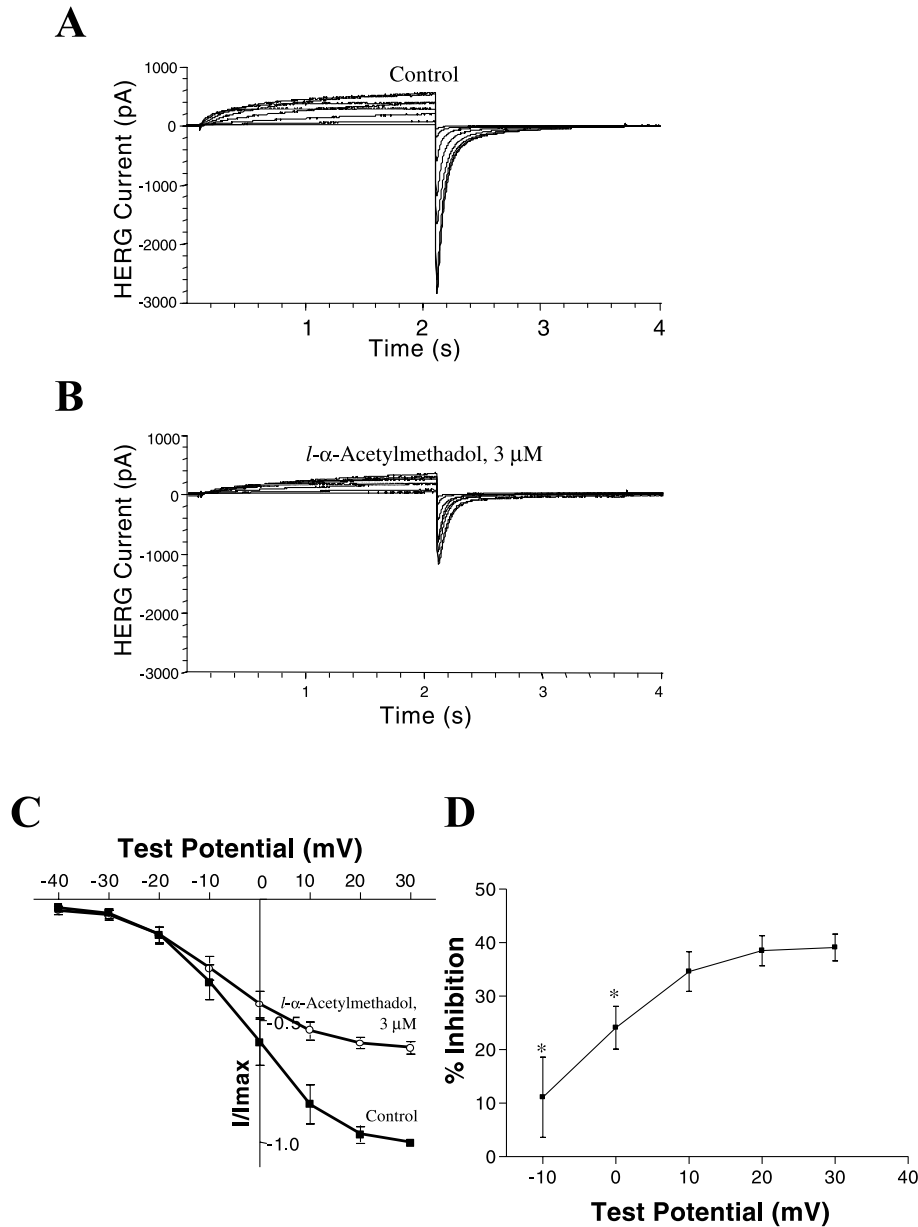 A
1000
0
-1000
-2000
-3000
HERG Current (pA)
Control
1 2 3 4
Time (s)
B
1000
0
-1000
-2000
-3000
HERG Current (pA)
l-α-Acetylmethadol, 3 μM
1 2 3 4
Time (s)
C
Test Potential (mV)
-40 -30 -20 -10 0 10 20 30
l-α-Acetylmethadol,
3 μM
-0.5
I/Imax
Control
-1.0
D
50
40
30
20
10
0
% Inhibition
*
*
-10 0 10 20 30 40
Test Potential (mV)